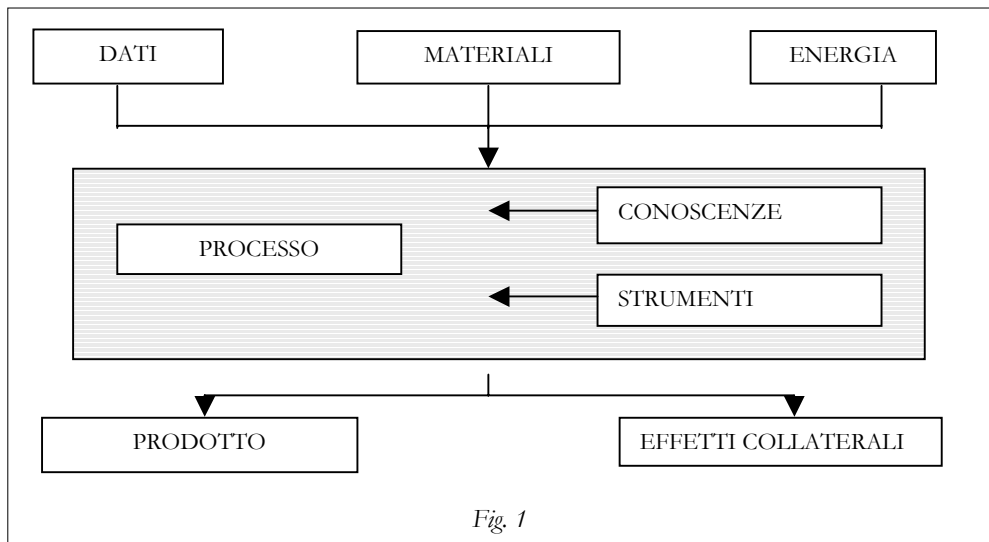 DATI
MATERIALI
ENERGIA
CONOSCENZE
PROCESSO
STRUMENTI
PRODOTTO
EFFETTI COLLATERALI
Fig. 1